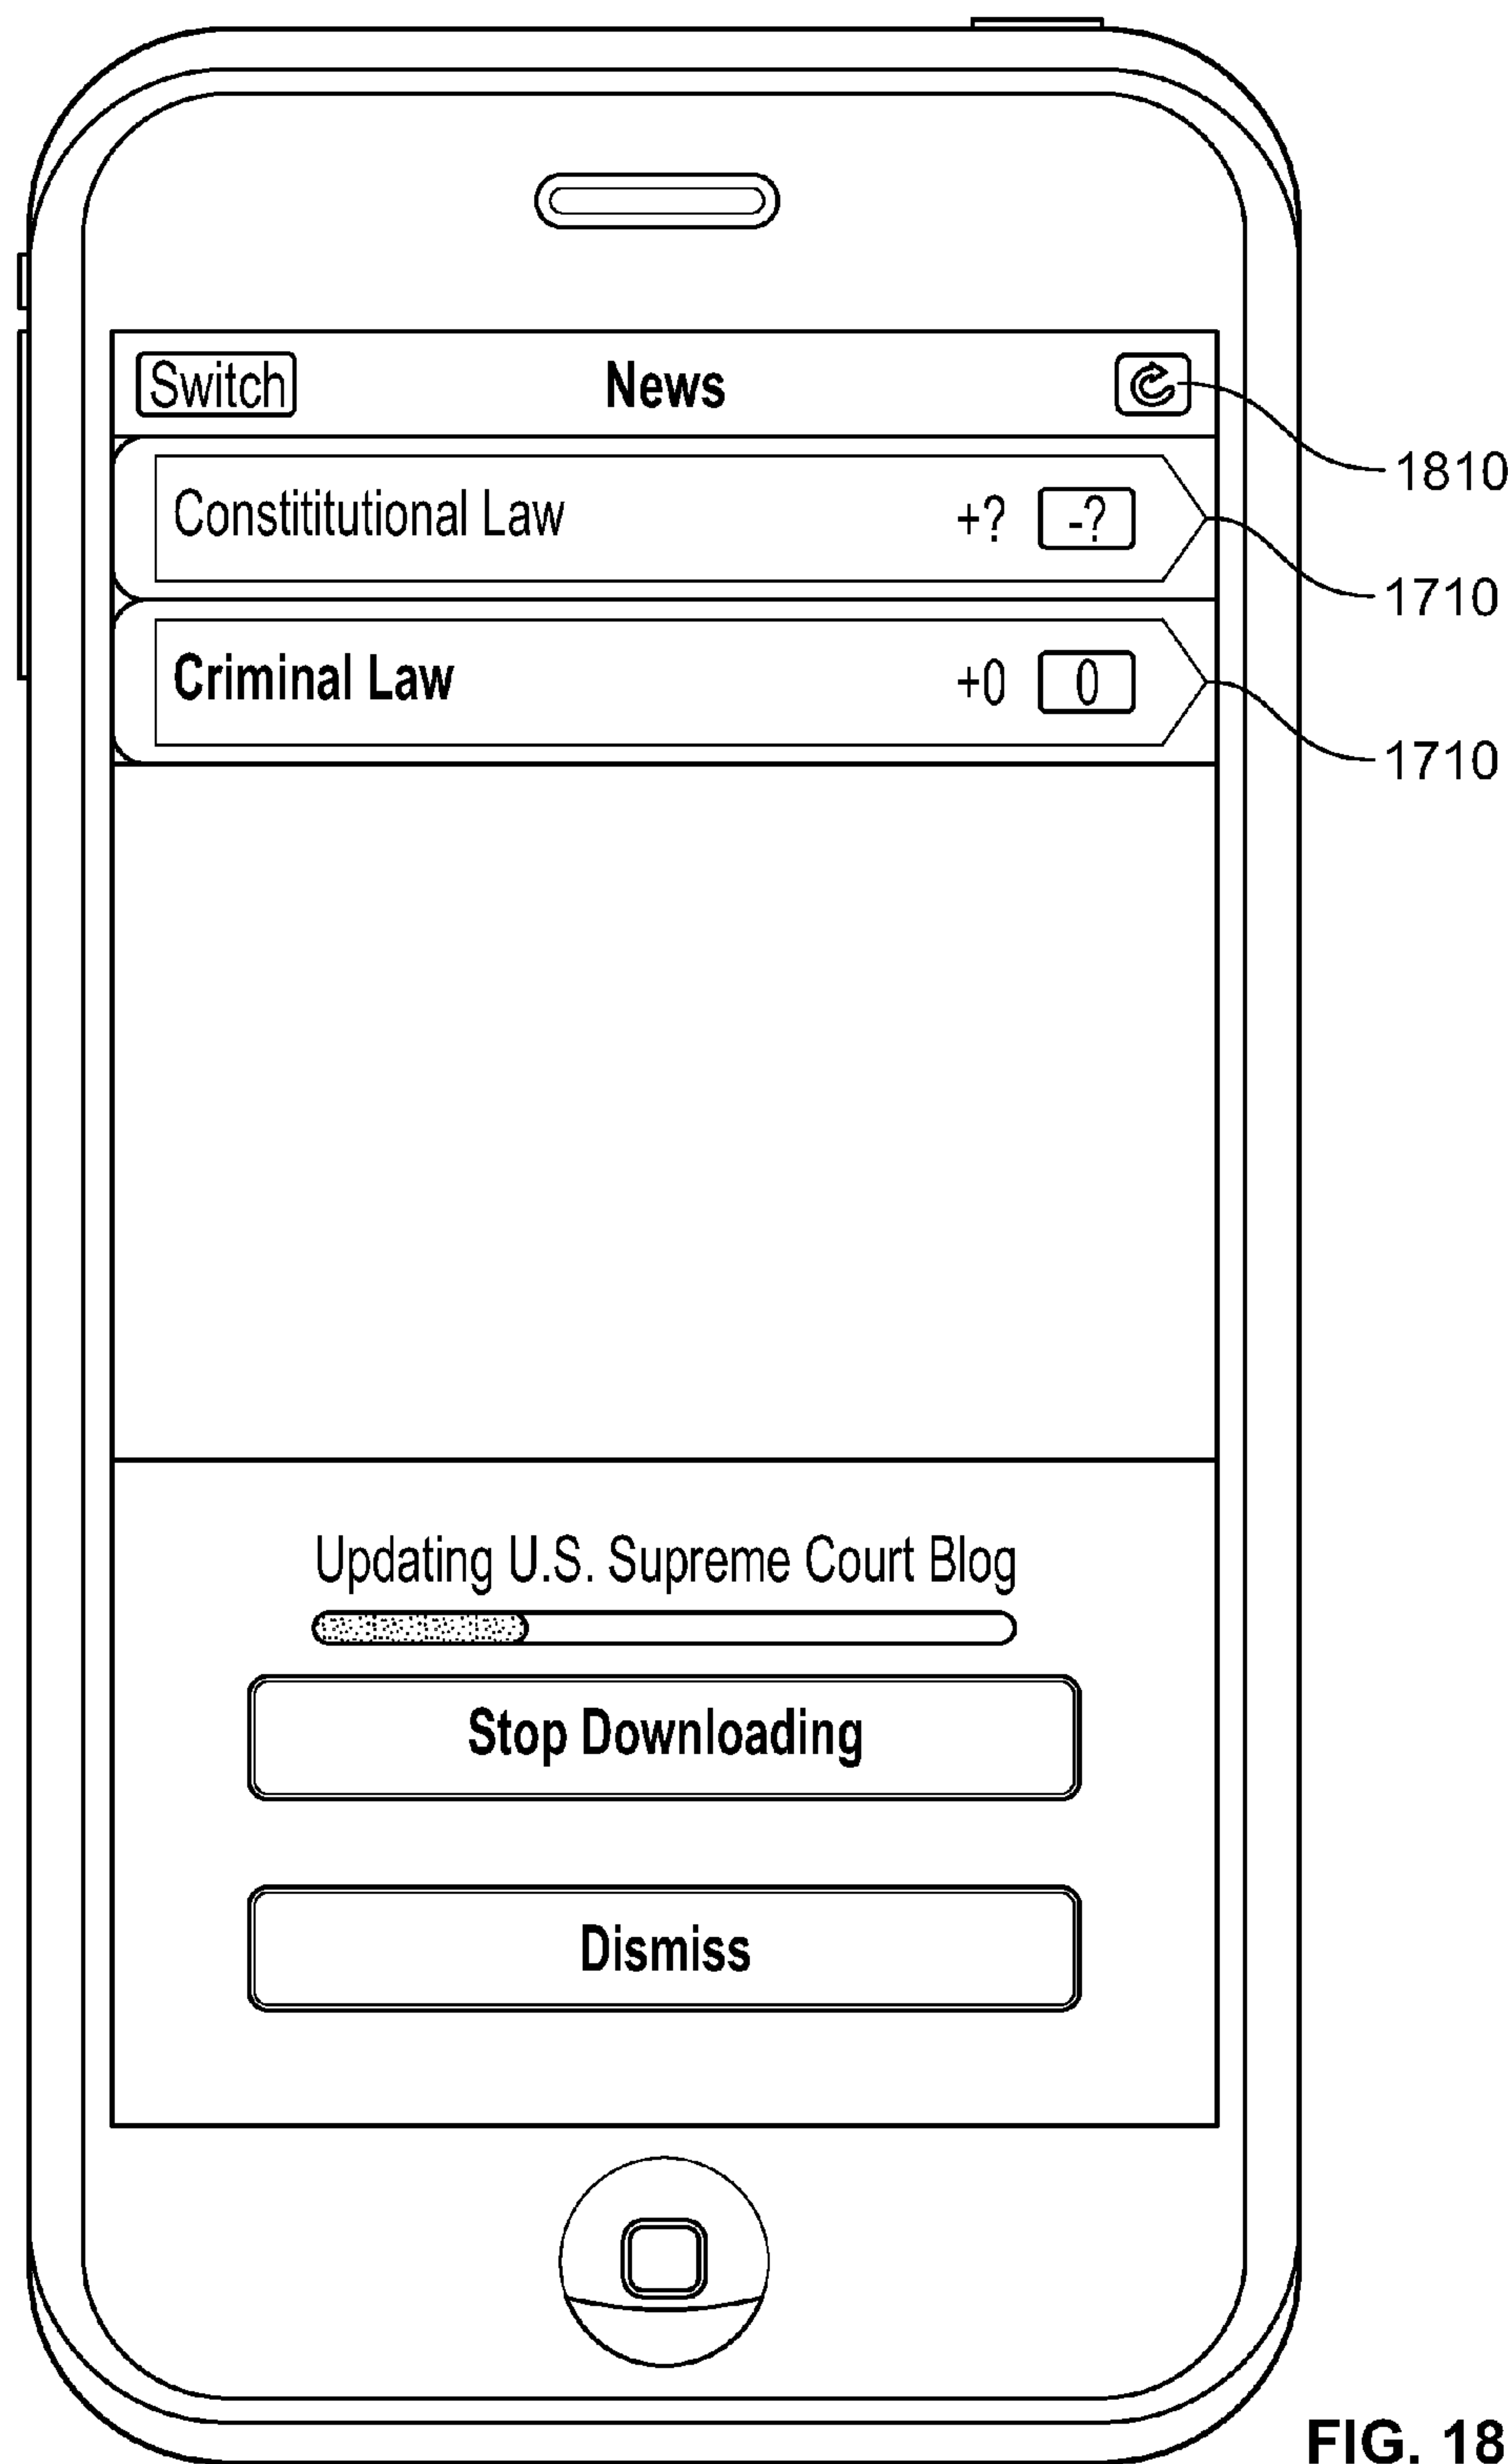 Switch News
1810
Constititutional Law +? -?
1710
Criminal Law +0 0
1710
Updating U.S. Supreme Court Blog
Stop Downloading
Dismiss
FIG. 18